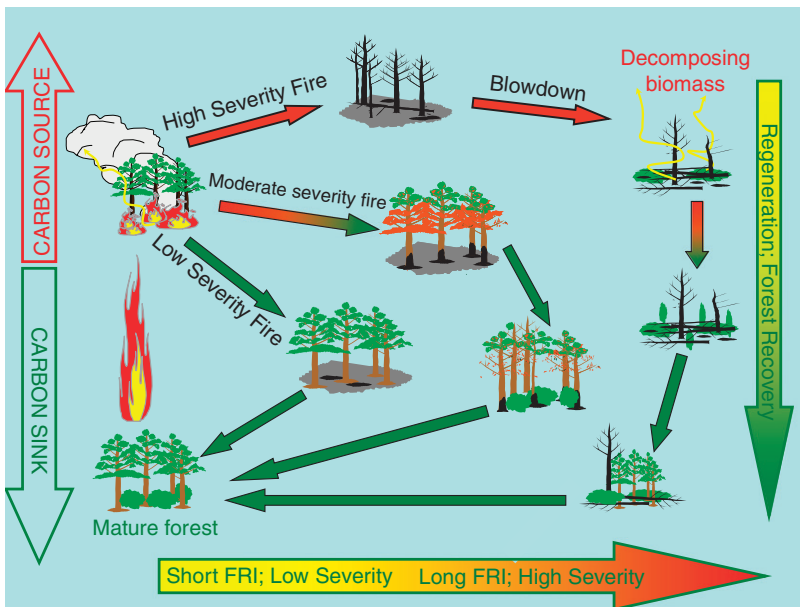 CARBON SOURCE
CARBON SINK
High Severity Fire
Blowdown
Decomposing
biomass
Moderate severity fire
Low Severity Fire
Regeneration; Forest Recovery
Mature forest
Short FRI; Low Severity
Long FRI; High Severity